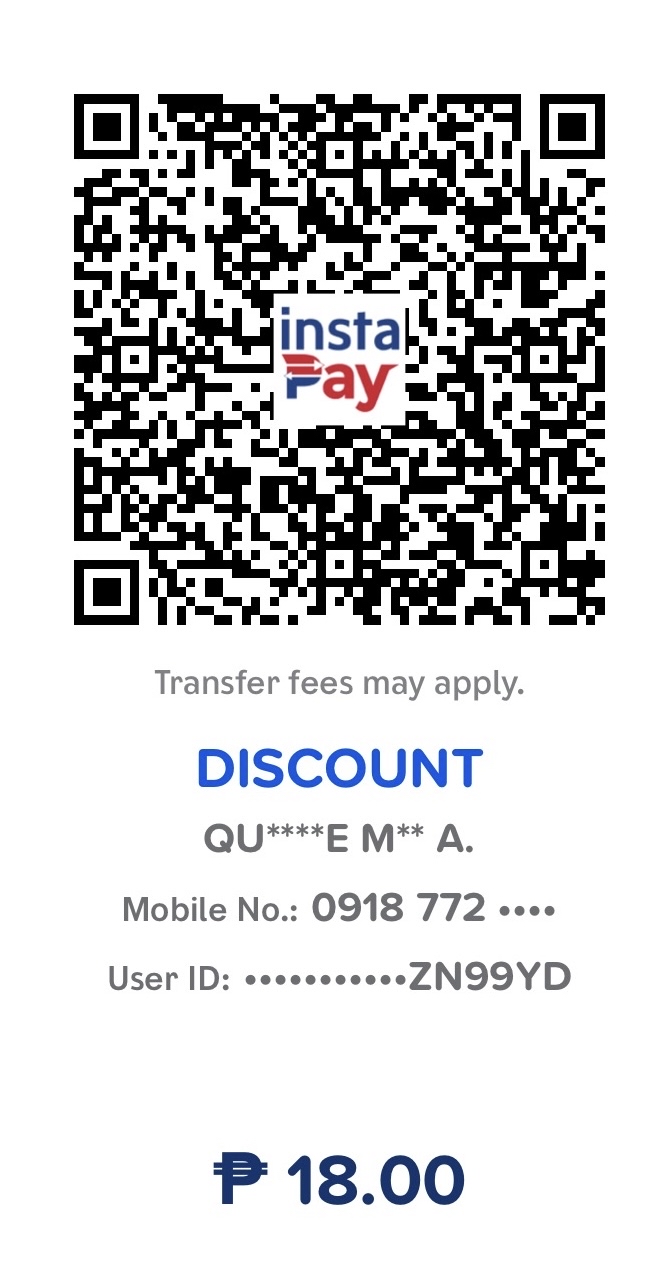 insta
Pay
Transfer fees may apply.
DISCOUNT
QU****E M** A.
Mobile No.: 0918 772 ••••
User ID: •••••••••••ZN99YD
₱ 18.00